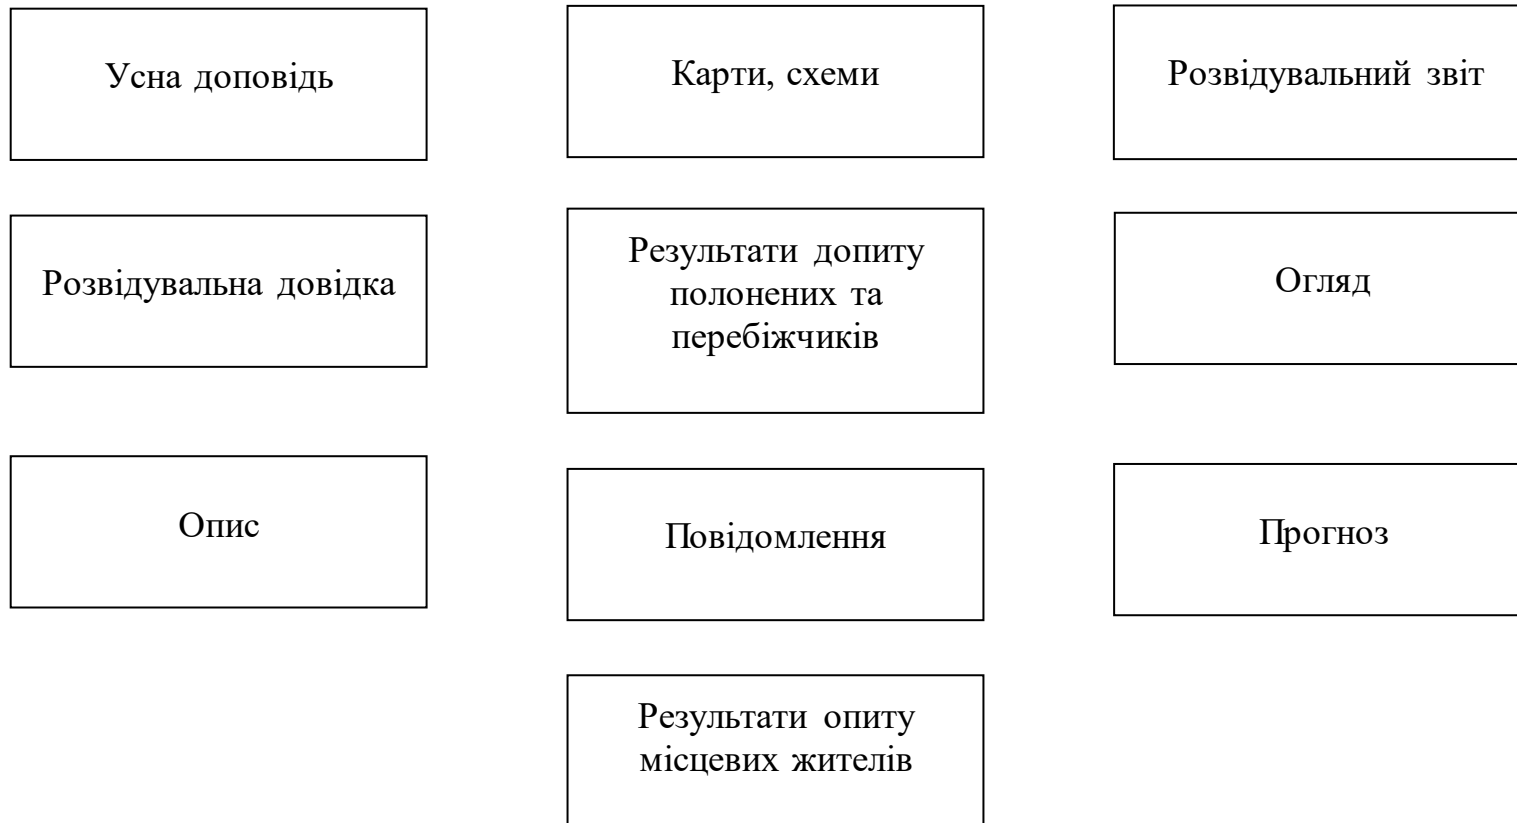 Усна доповідь
Карти, схеми
Розвідувальний звіт
Розвідувальна довідка
Результати допиту
полонених та
перебіжчиків
Огляд
Опис
Повідомлення
Прогноз
Результати опиту
місцевих жителів